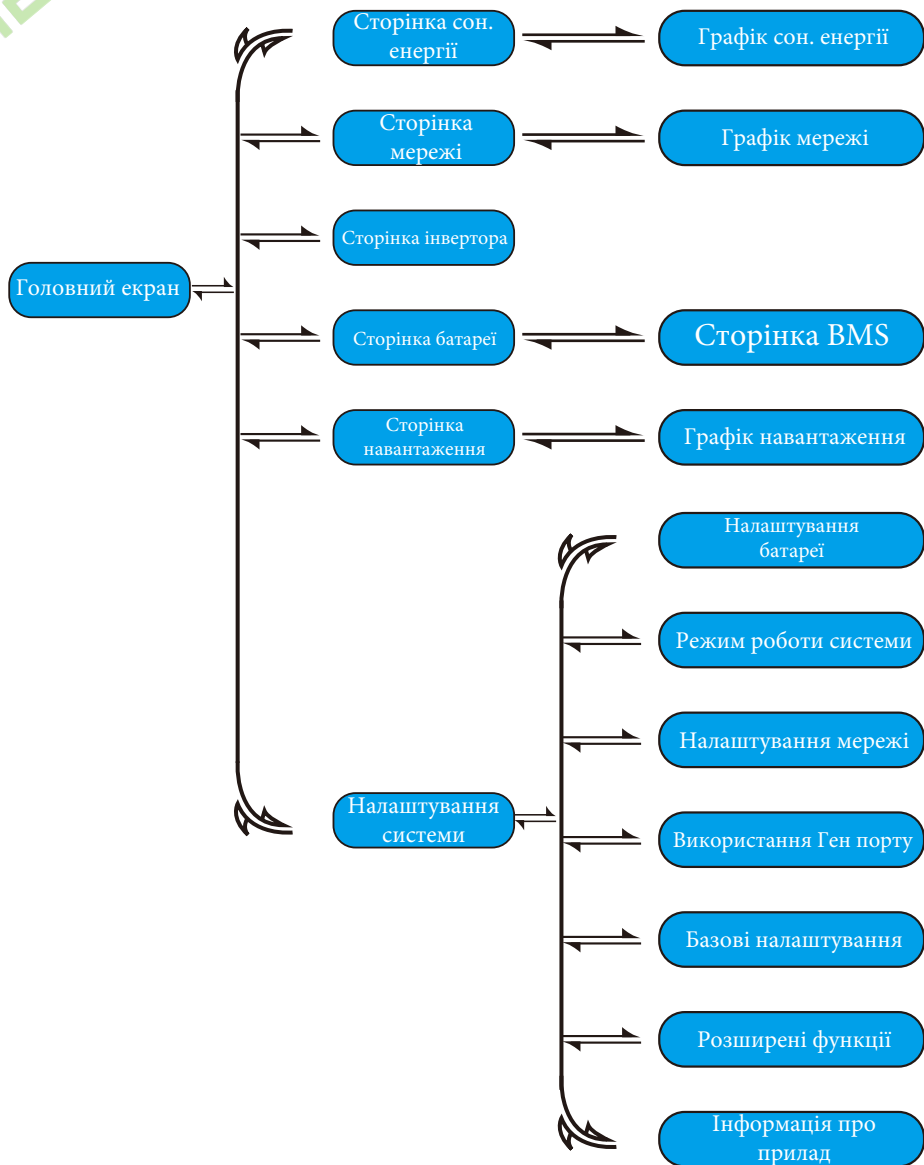 Сторінка сон.
енергії
Графік сон. енергії
Сторінка
мережі
Графік мережі
Сторінка інвертора
Головний екран
Сторінка батареї
Сторінка BMS
Сторінка
навантаження
Графік навантаження
Налаштування
батареї
Режим роботи системи
Налаштування мережі
Налаштування
системи
Використання Ген порту
Базові налаштування
Розширені функції
Інформація про
прилад